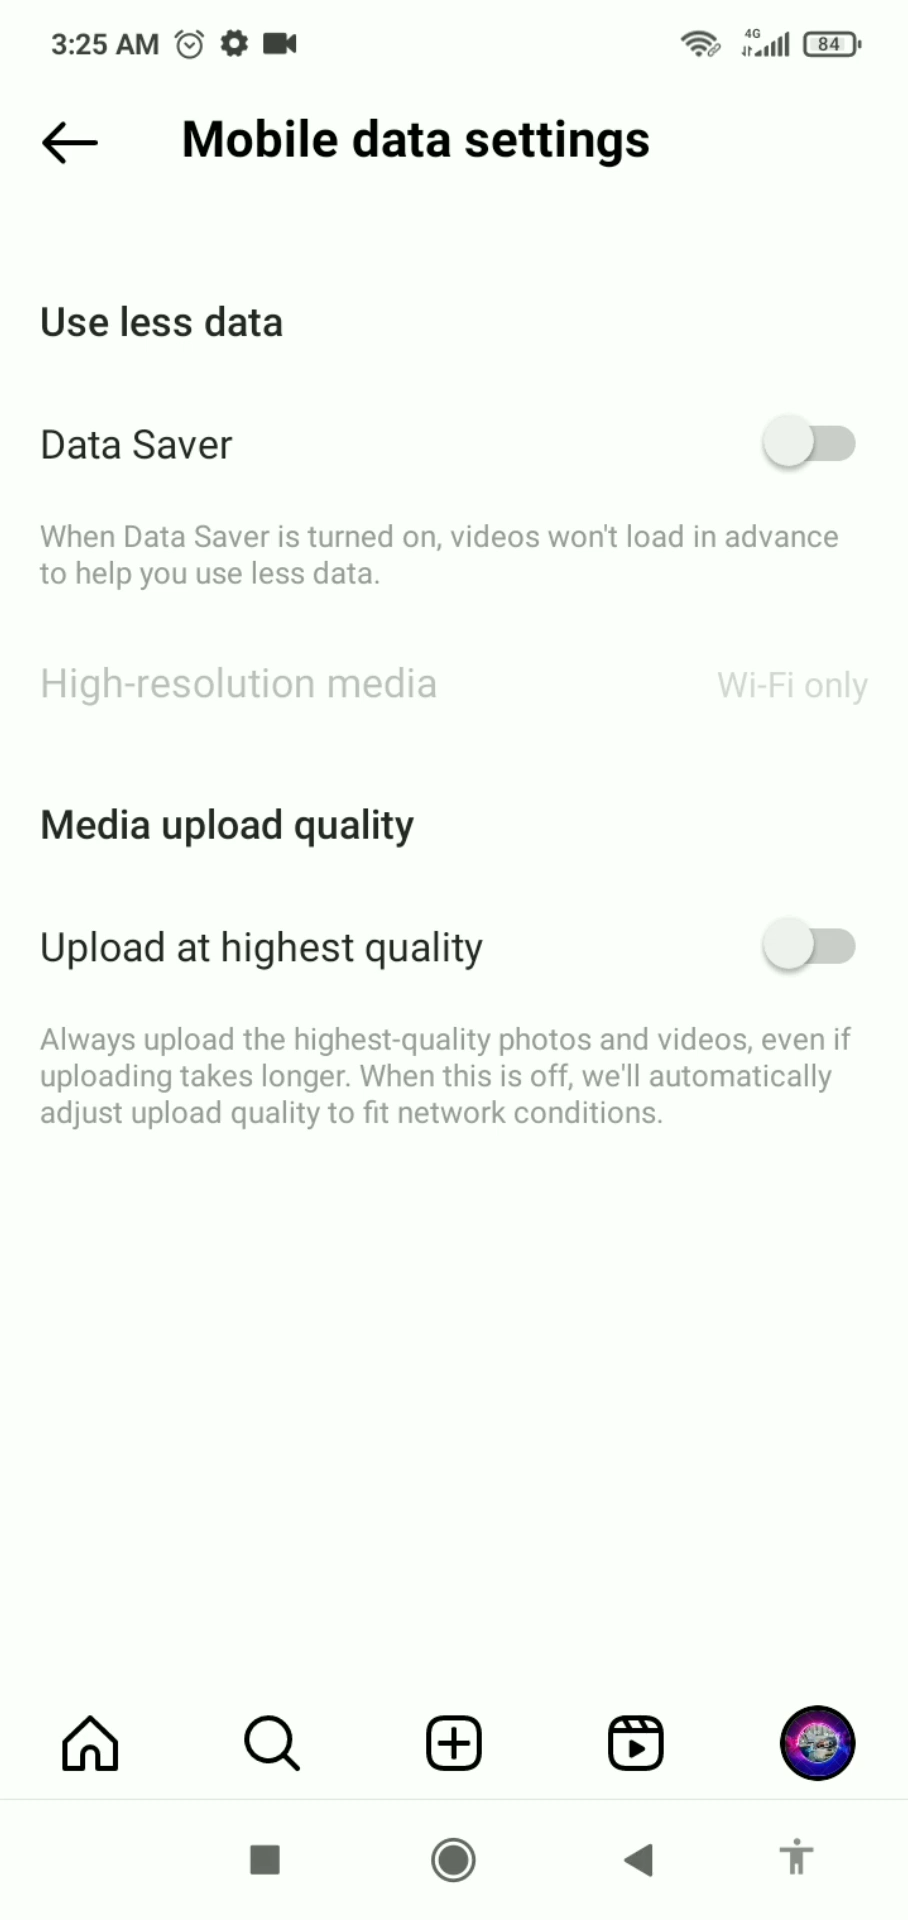 3:25 AM
4G
84
Mobile data settings
Use less data
Data Saver
When Data Saver is turned on, videos won't load in advance
to help you use less data.
High-resolution media
Wi-Fi only
Media upload quality
Upload at highest quality
Always upload the highest-quality photos and videos, even if
uploading takes longer. When this is off, we'll automatically
adjust upload quality to fit network conditions.